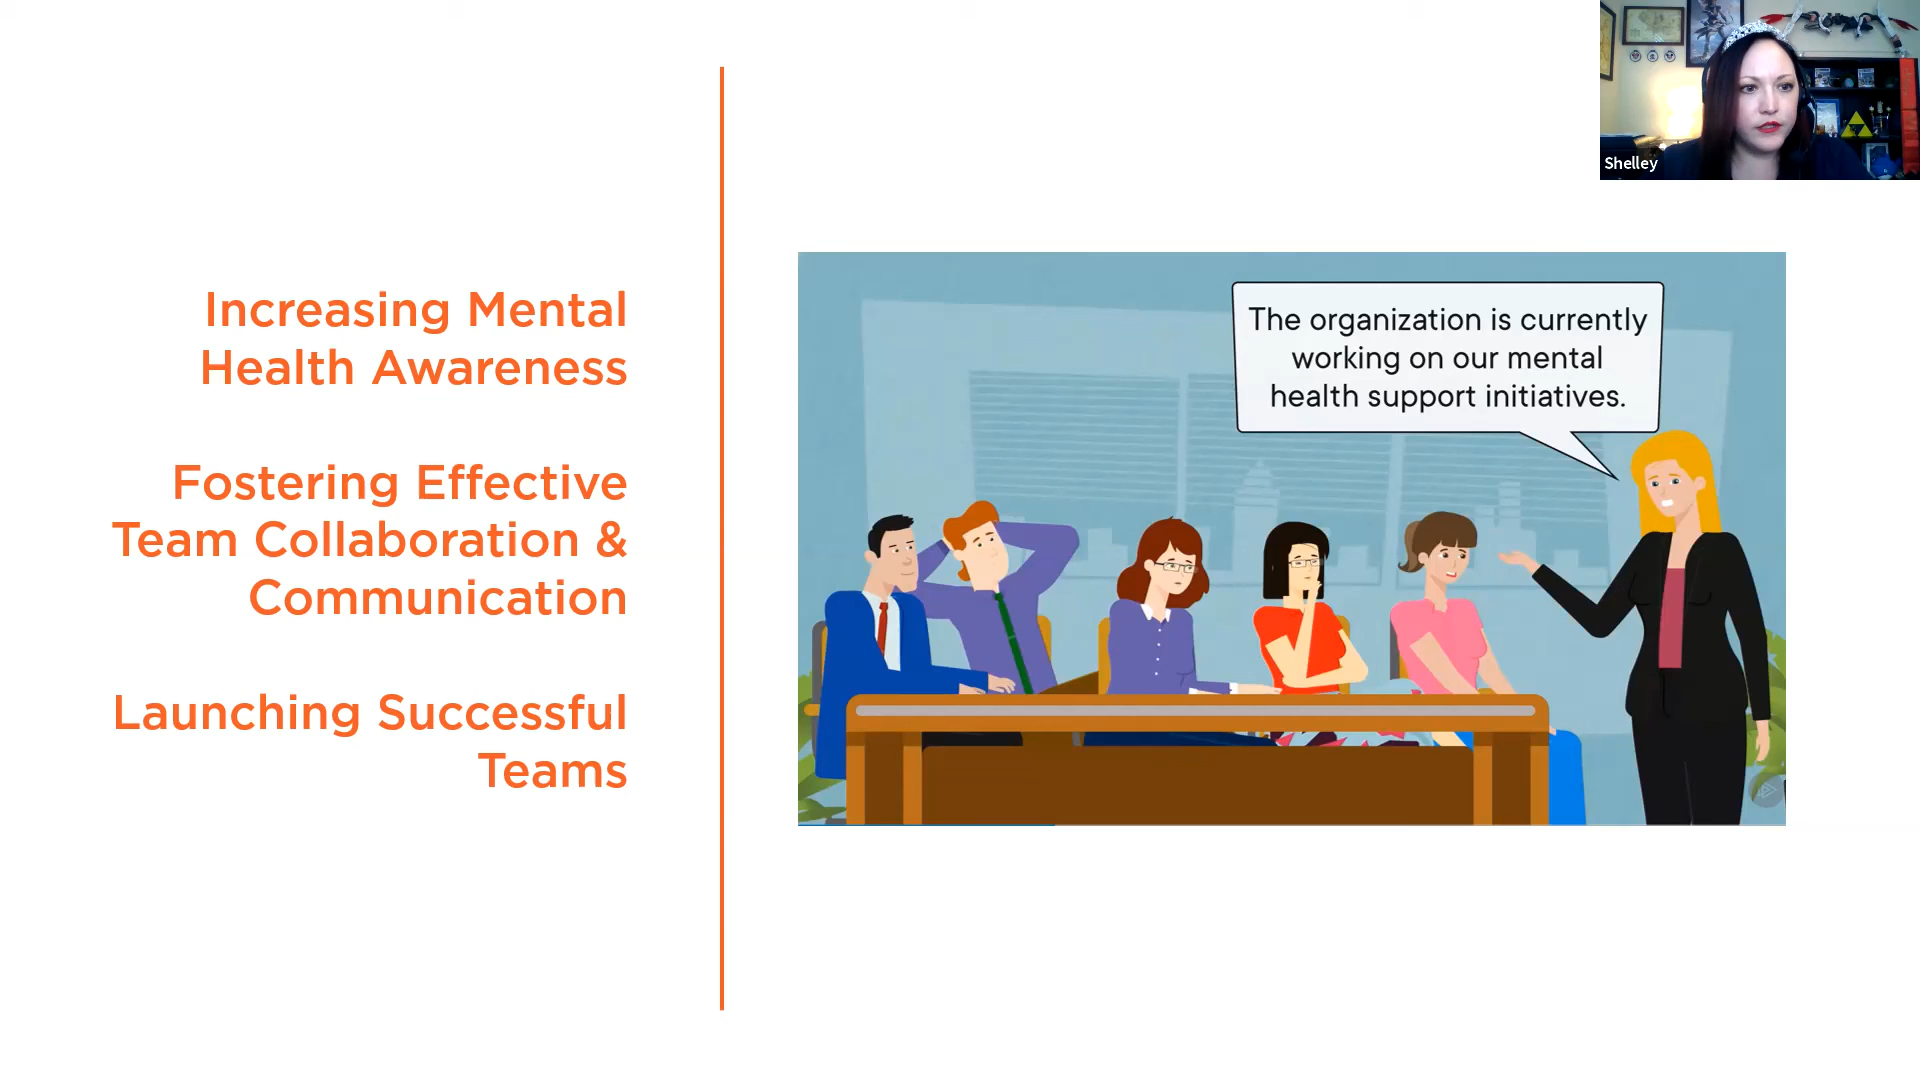 Shelley
Increasing Mental
Health Awareness
Fostering Effective
Team Collaboration &
Communication
Launching Successful
Teams
The organization is currently
working on our mental
health support initiatives.